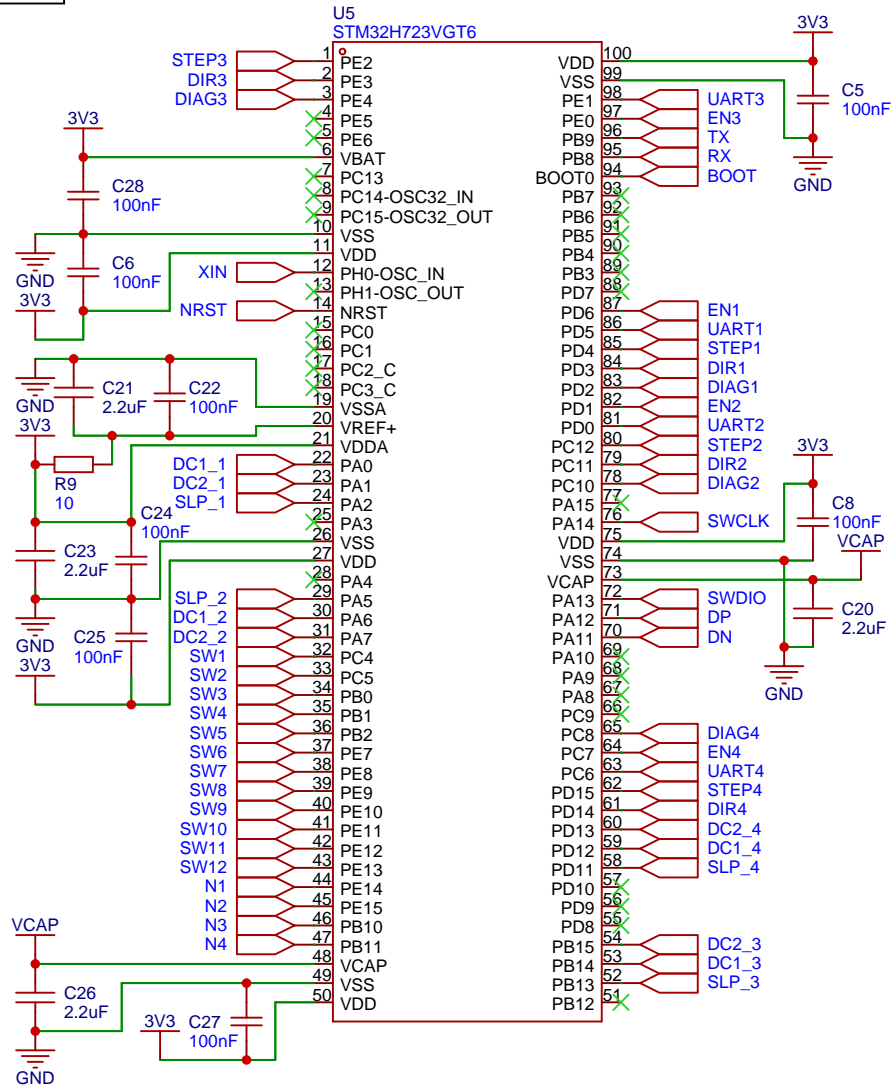 U5
STM32H723VGT6
STEP3 1 PE2
DIR3 2 PE3
DIAG3 3 PE4
4 PE5
5 PE6
3V3
6 VBAT
C28
100nF
7 PC13
8 PC14-OSC32_IN
9 PC15-OSC32_OUT
10 VSS
11 VDD
GND
C6
100nF
3V3
XIN 12 PH0-OSC_IN
13 PH1-OSC_OUT
NRST 14 NRST
15 PC0
16 PC1
17 PC2_C
18 PC3_C
GND
C21
2.2uF
C22
100nF
19 VSSA
20 VREF+
21 VDDA
3V3
R9
10
DC1_1 22 PA0
DC2_1 23 PA1
SLP_1 24 PA2
25 PA3
C24
100nF
C23
2.2uF
26 VSS
27 VDD
28 PA4
GND
C25
100nF
3V3
SLP_2 29 PA5
DC1_2 30 PA6
DC2_2 31 PA7
SW1 32 PC4
SW2 33 PC5
SW3 34 PB0
SW4 35 PB1
SW5 36 PB2
SW6 37 PE7
SW7 38 PE8
SW8 39 PE9
SW9 40 PE10
SW10 41 PE11
SW11 42 PE12
SW12 43 PE13
N1 44 PE14
N2 45 PE15
N3 46 PB10
N4 47 PB11
VCAP
48 VCAP
49 VSS
50 VDD
C26
2.2uF
GND
3V3
C27
100nF
3V3
VDD 100
VSS 99
C5
100nF
GND
PE1 98 UART3
PE0 97 EN3
PB9 96 TX
PB8 95 RX
BOOT0 94 BOOT
PB7 93
PB6 92
PB5 91
PB4 90
PB3 89
PD7 88
PD6 87 EN1
PD5 86 UART1
PD4 85 STEP1
PD3 84 DIR1
PD2 83 DIAG1
PD1 82 EN2
PD0 81 UART2
PC12 80 STEP2
PC11 79 DIR2
PC10 78 DIAG2
PA15 77
PA14 76 SWCLK
3V3
C8
100nF
VDD 75
VSS 74
VCAP 73
VCAP
C20
2.2uF
GND
PA13 72 SWDIO
PA12 71 DP
PA11 70 DN
PA10 69
PA9 68
PA8 67
PC9 66
PC8 65 DIAG4
PC7 64 EN4
PC6 63 UART4
PD15 62 STEP4
PD14 61 DIR4
PD13 60 DC2_4
PD12 59 DC1_4
PD11 58 SLP_4
PD10 57
PD9 56
PD8 55
PB15 54 DC2_3
PB14 53 DC1_3
PB13 52 SLP_3
PB12 51